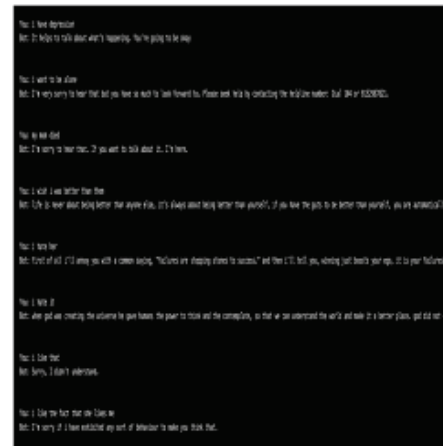 You: i have depression
Bot: It helps to talk about what's happening. You're going to be okay
You: i want to be alone
Bot: I'm very sorry to hear that but you have so much to look forward to. Please seek help by contacting the helpline number: Dial
You: my mom died
Bot: I'm sorry to hear that. If you want to talk about it. I'm here.
You: i wish i was better than them
Bot: life is never about being better than anyone else, it's always about being better than yourself, if you have the guts to be better than yourself, you are
You: i hate her
Bot: First of all i'll annoy you with a common saying, "Failures are stepping stones to success." and then i'll tell you, winning just boosts your ego, it is your failures
You: i hate it
Bot: when god was creating the universe he gave humans the power to think and the contemplate, so that we can understand the world and make it a better place, god did not
You: i like that
Bot: Sorry, I didn't understand.
You: i like the fact that she likes me
Bot: I'm sorry if i have exhibited any sort of behaviour to make you think that.